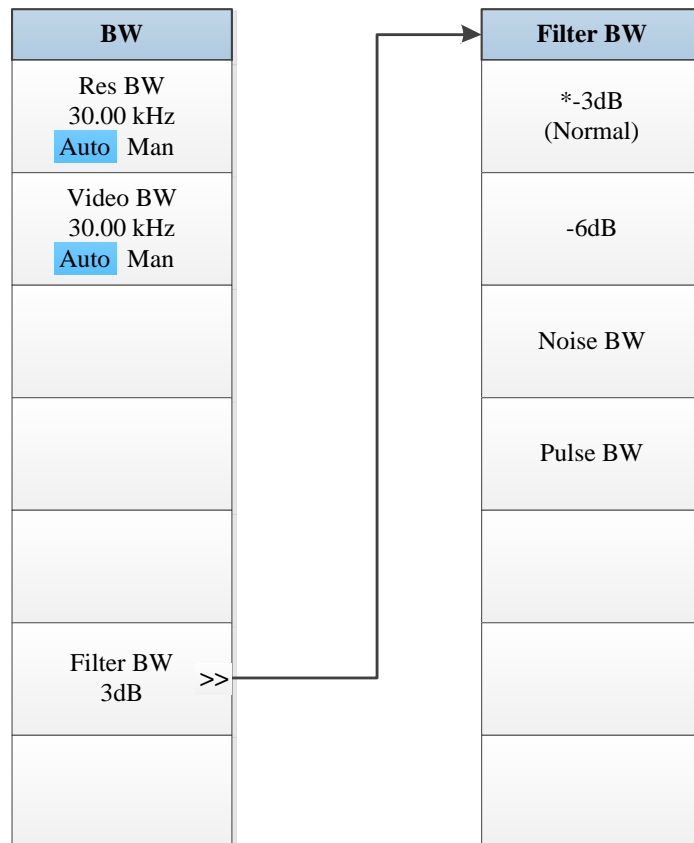 BW
Res BW
30.00 kHz
Auto Man
Video BW
30.00 kHz
Auto Man
Filter BW
3dB
>>
Filter BW
*-3dB
(Normal)
-6dB
Noise BW
Pulse BW